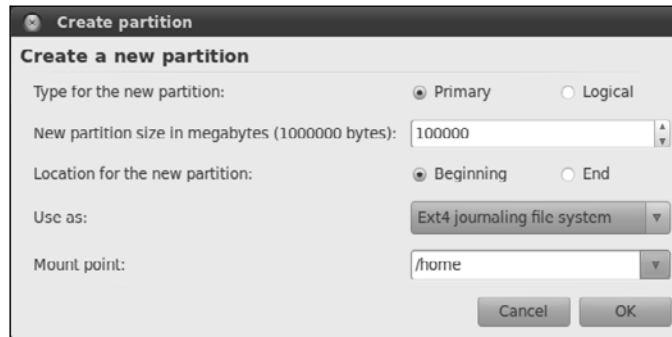 Create partition
Create a new partition
Type for the new partition: Primary Logical
New partition size in megabytes (1000000 bytes): 100000
Location for the new partition: Beginning End
Use as: Ext4 journaling file system
Mount point: /home
Cancel OK